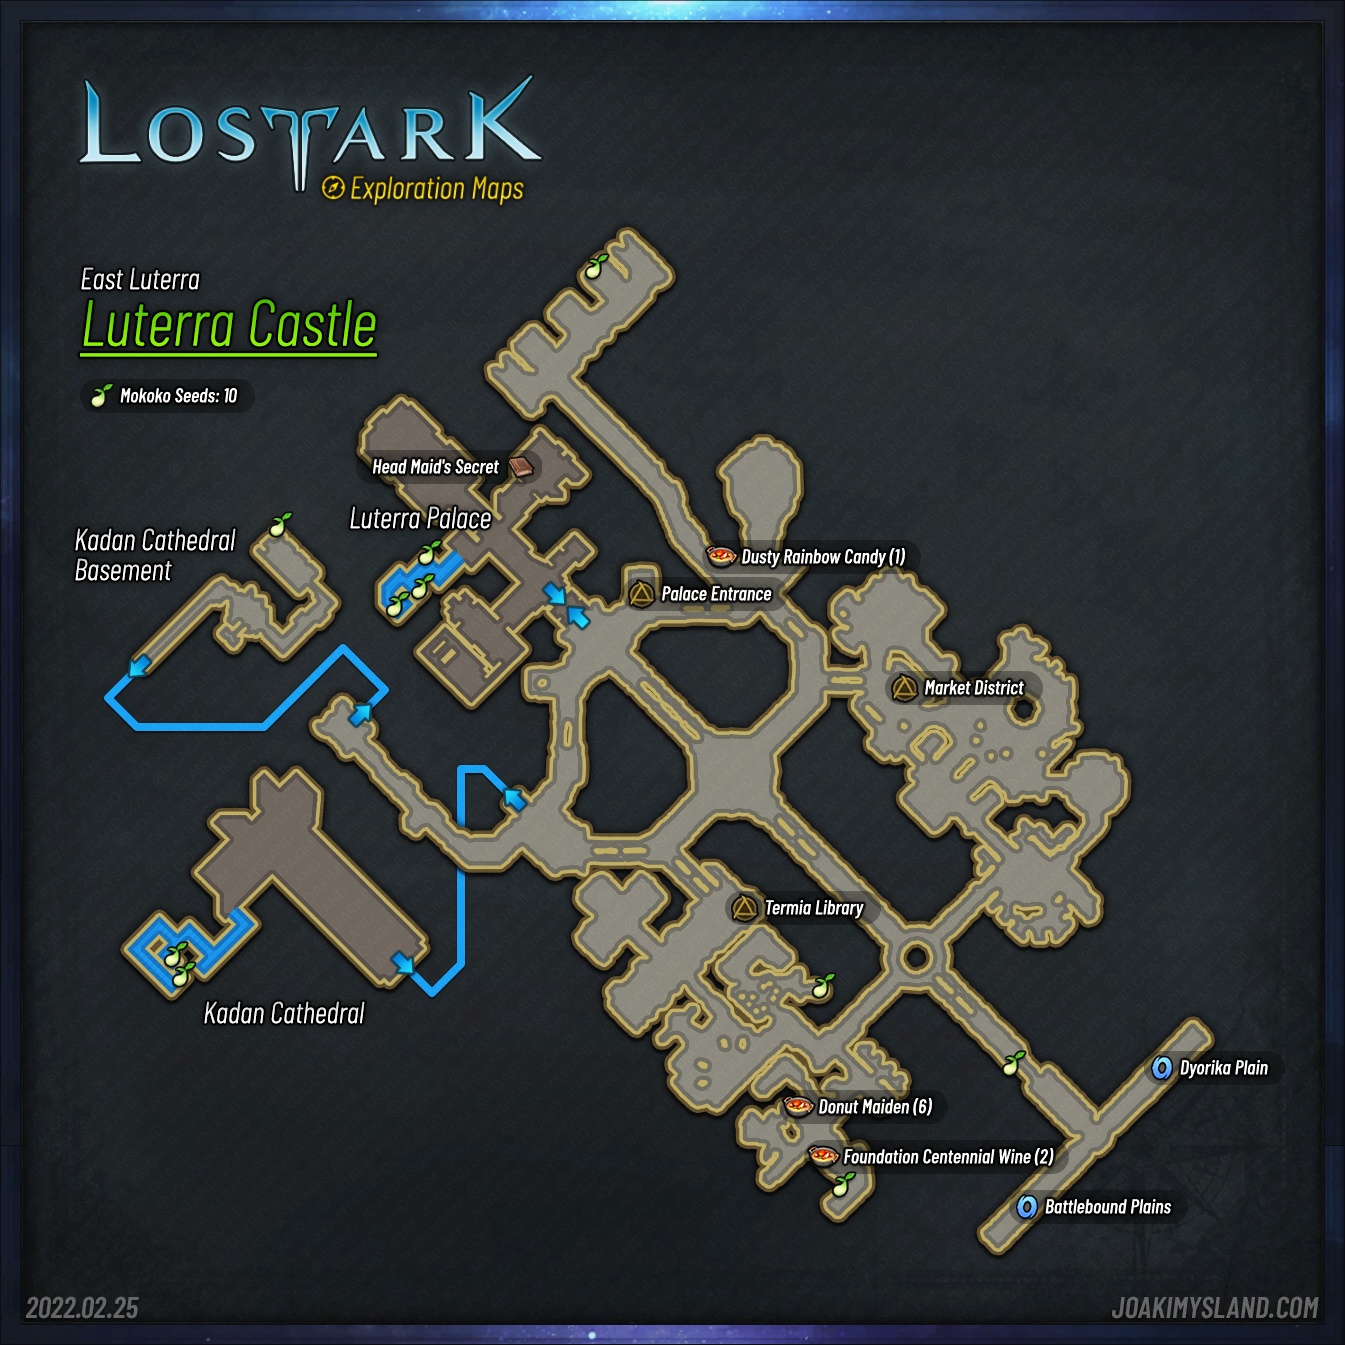 LOSTARK
Exploration Maps
East Luterra
Luterra Castle
Mokoko Seeds: 10
Head Maid's Secret
Luterra Palace
Kadan Cathedral
Basement
Dusty Rainbow Candy (1)
Palace Entrance
Market District
Termia Library
Kadan Cathedral
Dyorika Plain
Donut Maiden (6)
Foundation Centennial Wine (2)
Battlebound Plains
2022.02.25
JOAKIMYSLAND.COM